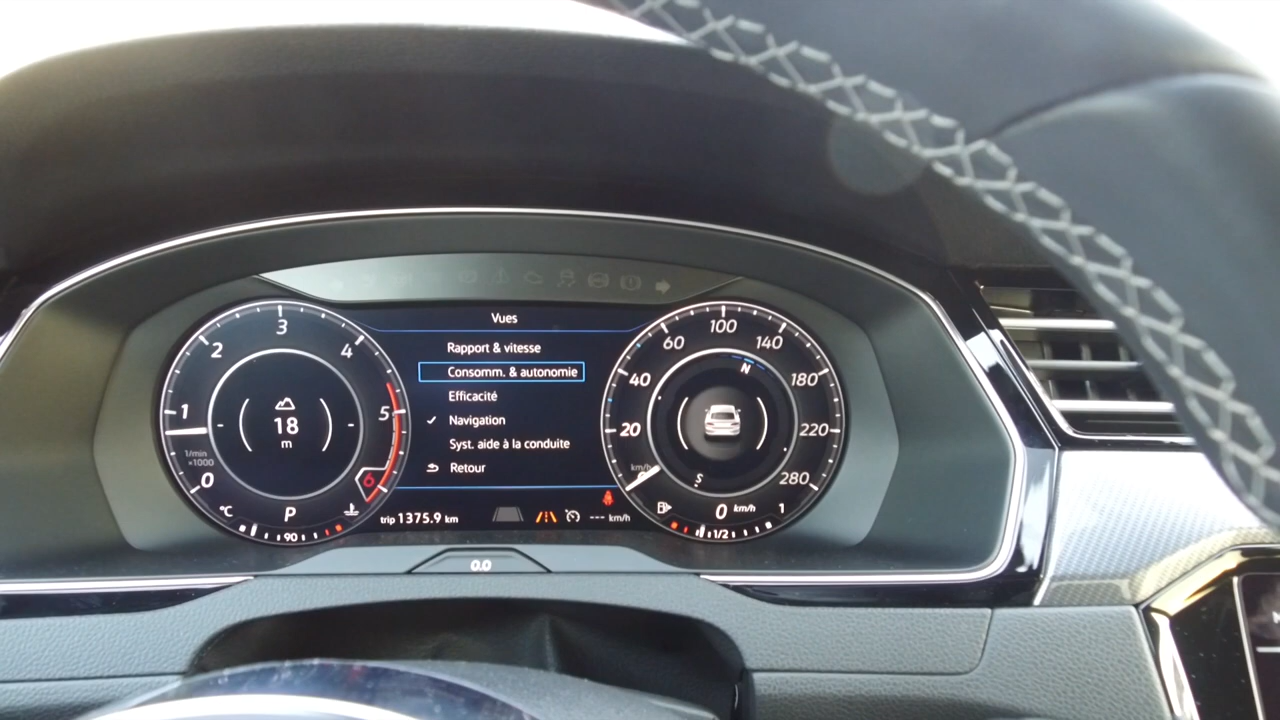 Vues
Rapport & vitesse
Consomm. & autonomie
Efficacité
✓ Navigation
Syst. aide à la conduite
Retour
0
1
2
3
4
5
6
1/min
×1000
18
m
°C
90
P
trip 1375.9 km
--- km/h
0.0
20
40
60
100
140
180
220
280
km/h
N
S
0 km/h
1/2
1